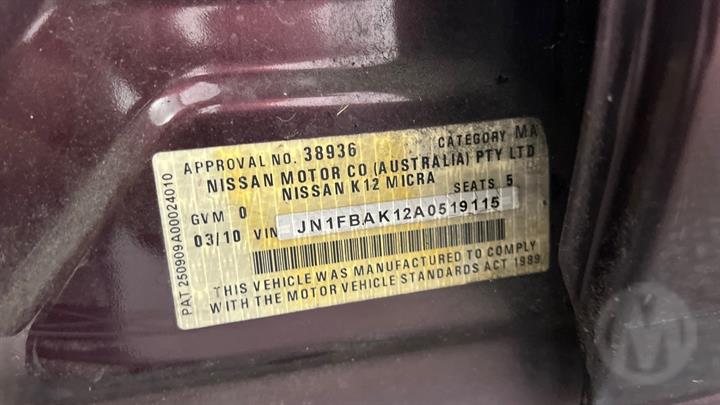 APPROVAL NO. 38936 CATEGORY MA
NISSAN MOTOR CO (AUSTRALIA) PTY LTD
NISSAN K12 MICRA
GVM 0 SEATS 5
03/10 VIN JN1FBAK12A0519115
THIS VEHICLE WAS MANUFACTURED TO COMPLY
WITH THE MOTOR VEHICLE STANDARDS ACT 1989
PAT 250909A00024010
M